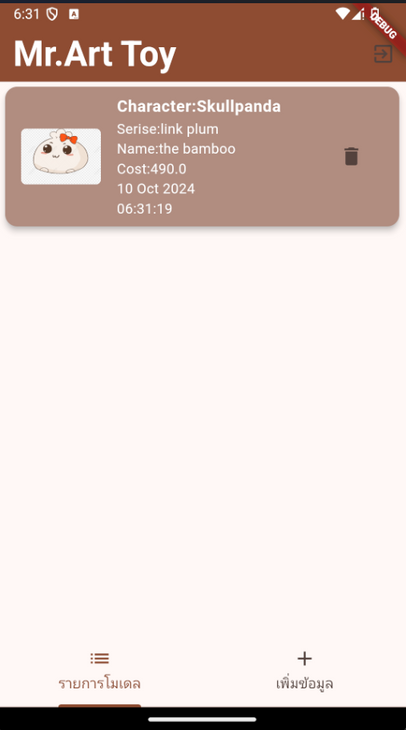 6:31
DEBUG
Mr.Art Toy
Character:Skullpanda
Serise:link plum
Name:the bamboo
Cost:490.0
10 Oct 2024
06:31:19
รายการโมเดล
เพิ่มข้อมูล